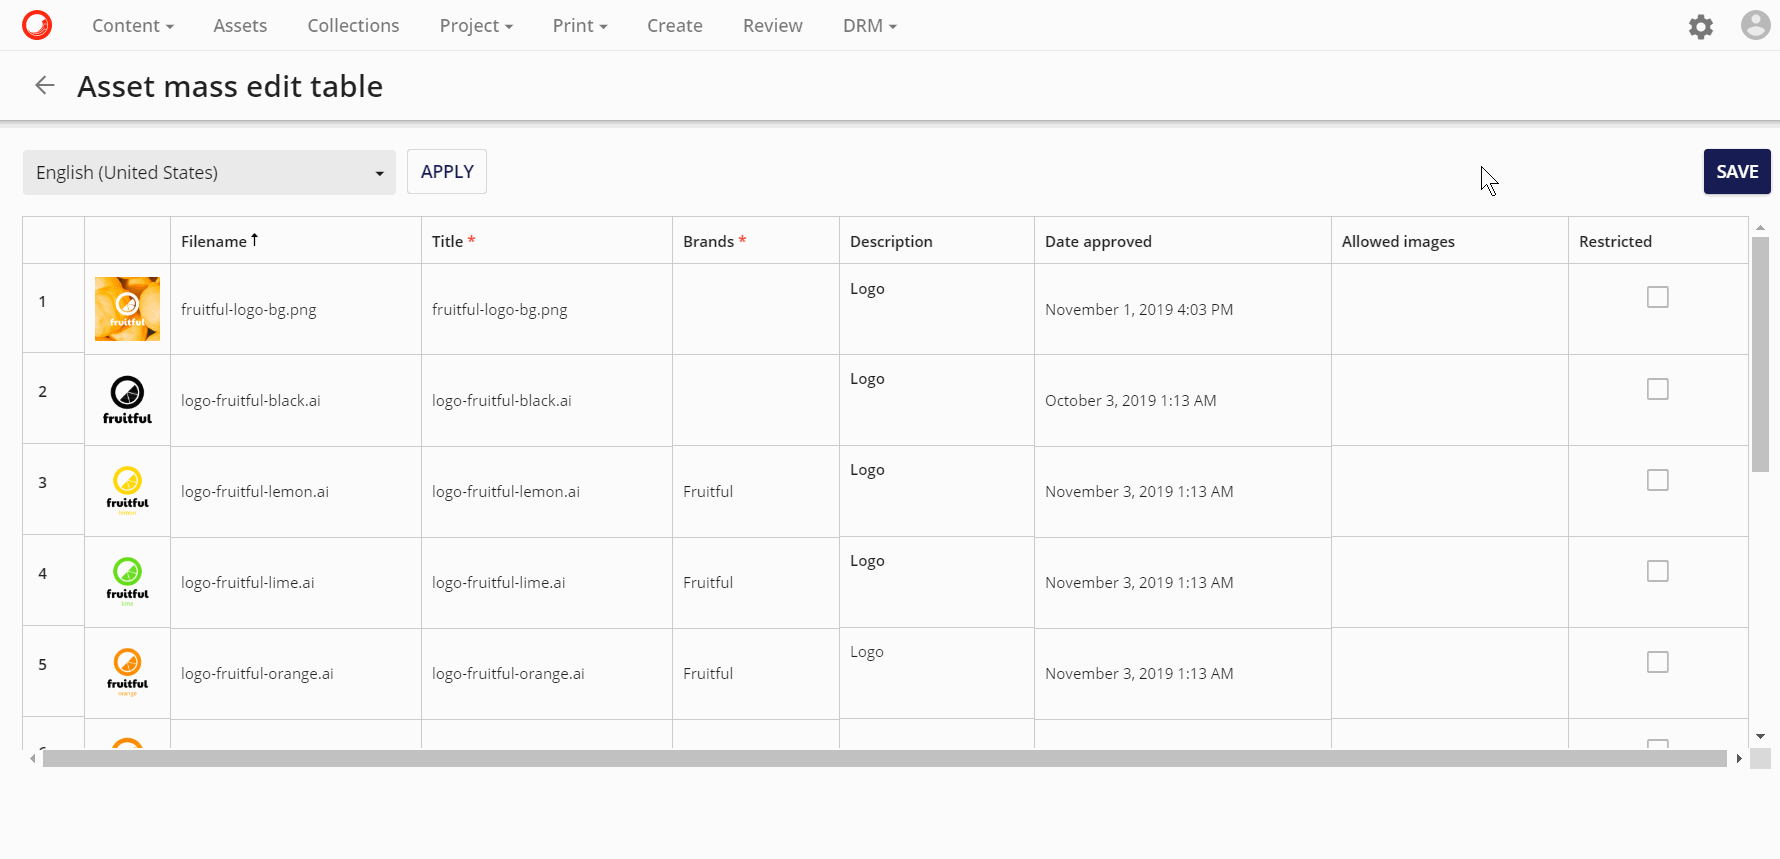 Content Assets Collections Project Print Create Review DRM
Asset mass edit table
English (United States) APPLY SAVE
Filename Title * Brands * Description Date approved Allowed images Restricted
1 fruitful fruitful-logo-bg.png fruitful-logo-bg.png Logo November 1, 2019 4:03 PM
2 fruitful logo-fruitful-black.ai logo-fruitful-black.ai Logo October 3, 2019 1:13 AM
3 fruitful lemon logo-fruitful-lemon.ai logo-fruitful-lemon.ai Fruitful Logo November 3, 2019 1:13 AM
4 fruitful lime logo-fruitful-lime.ai logo-fruitful-lime.ai Fruitful Logo November 3, 2019 1:13 AM
5 fruitful orange logo-fruitful-orange.ai logo-fruitful-orange.ai Fruitful Logo November 3, 2019 1:13 AM